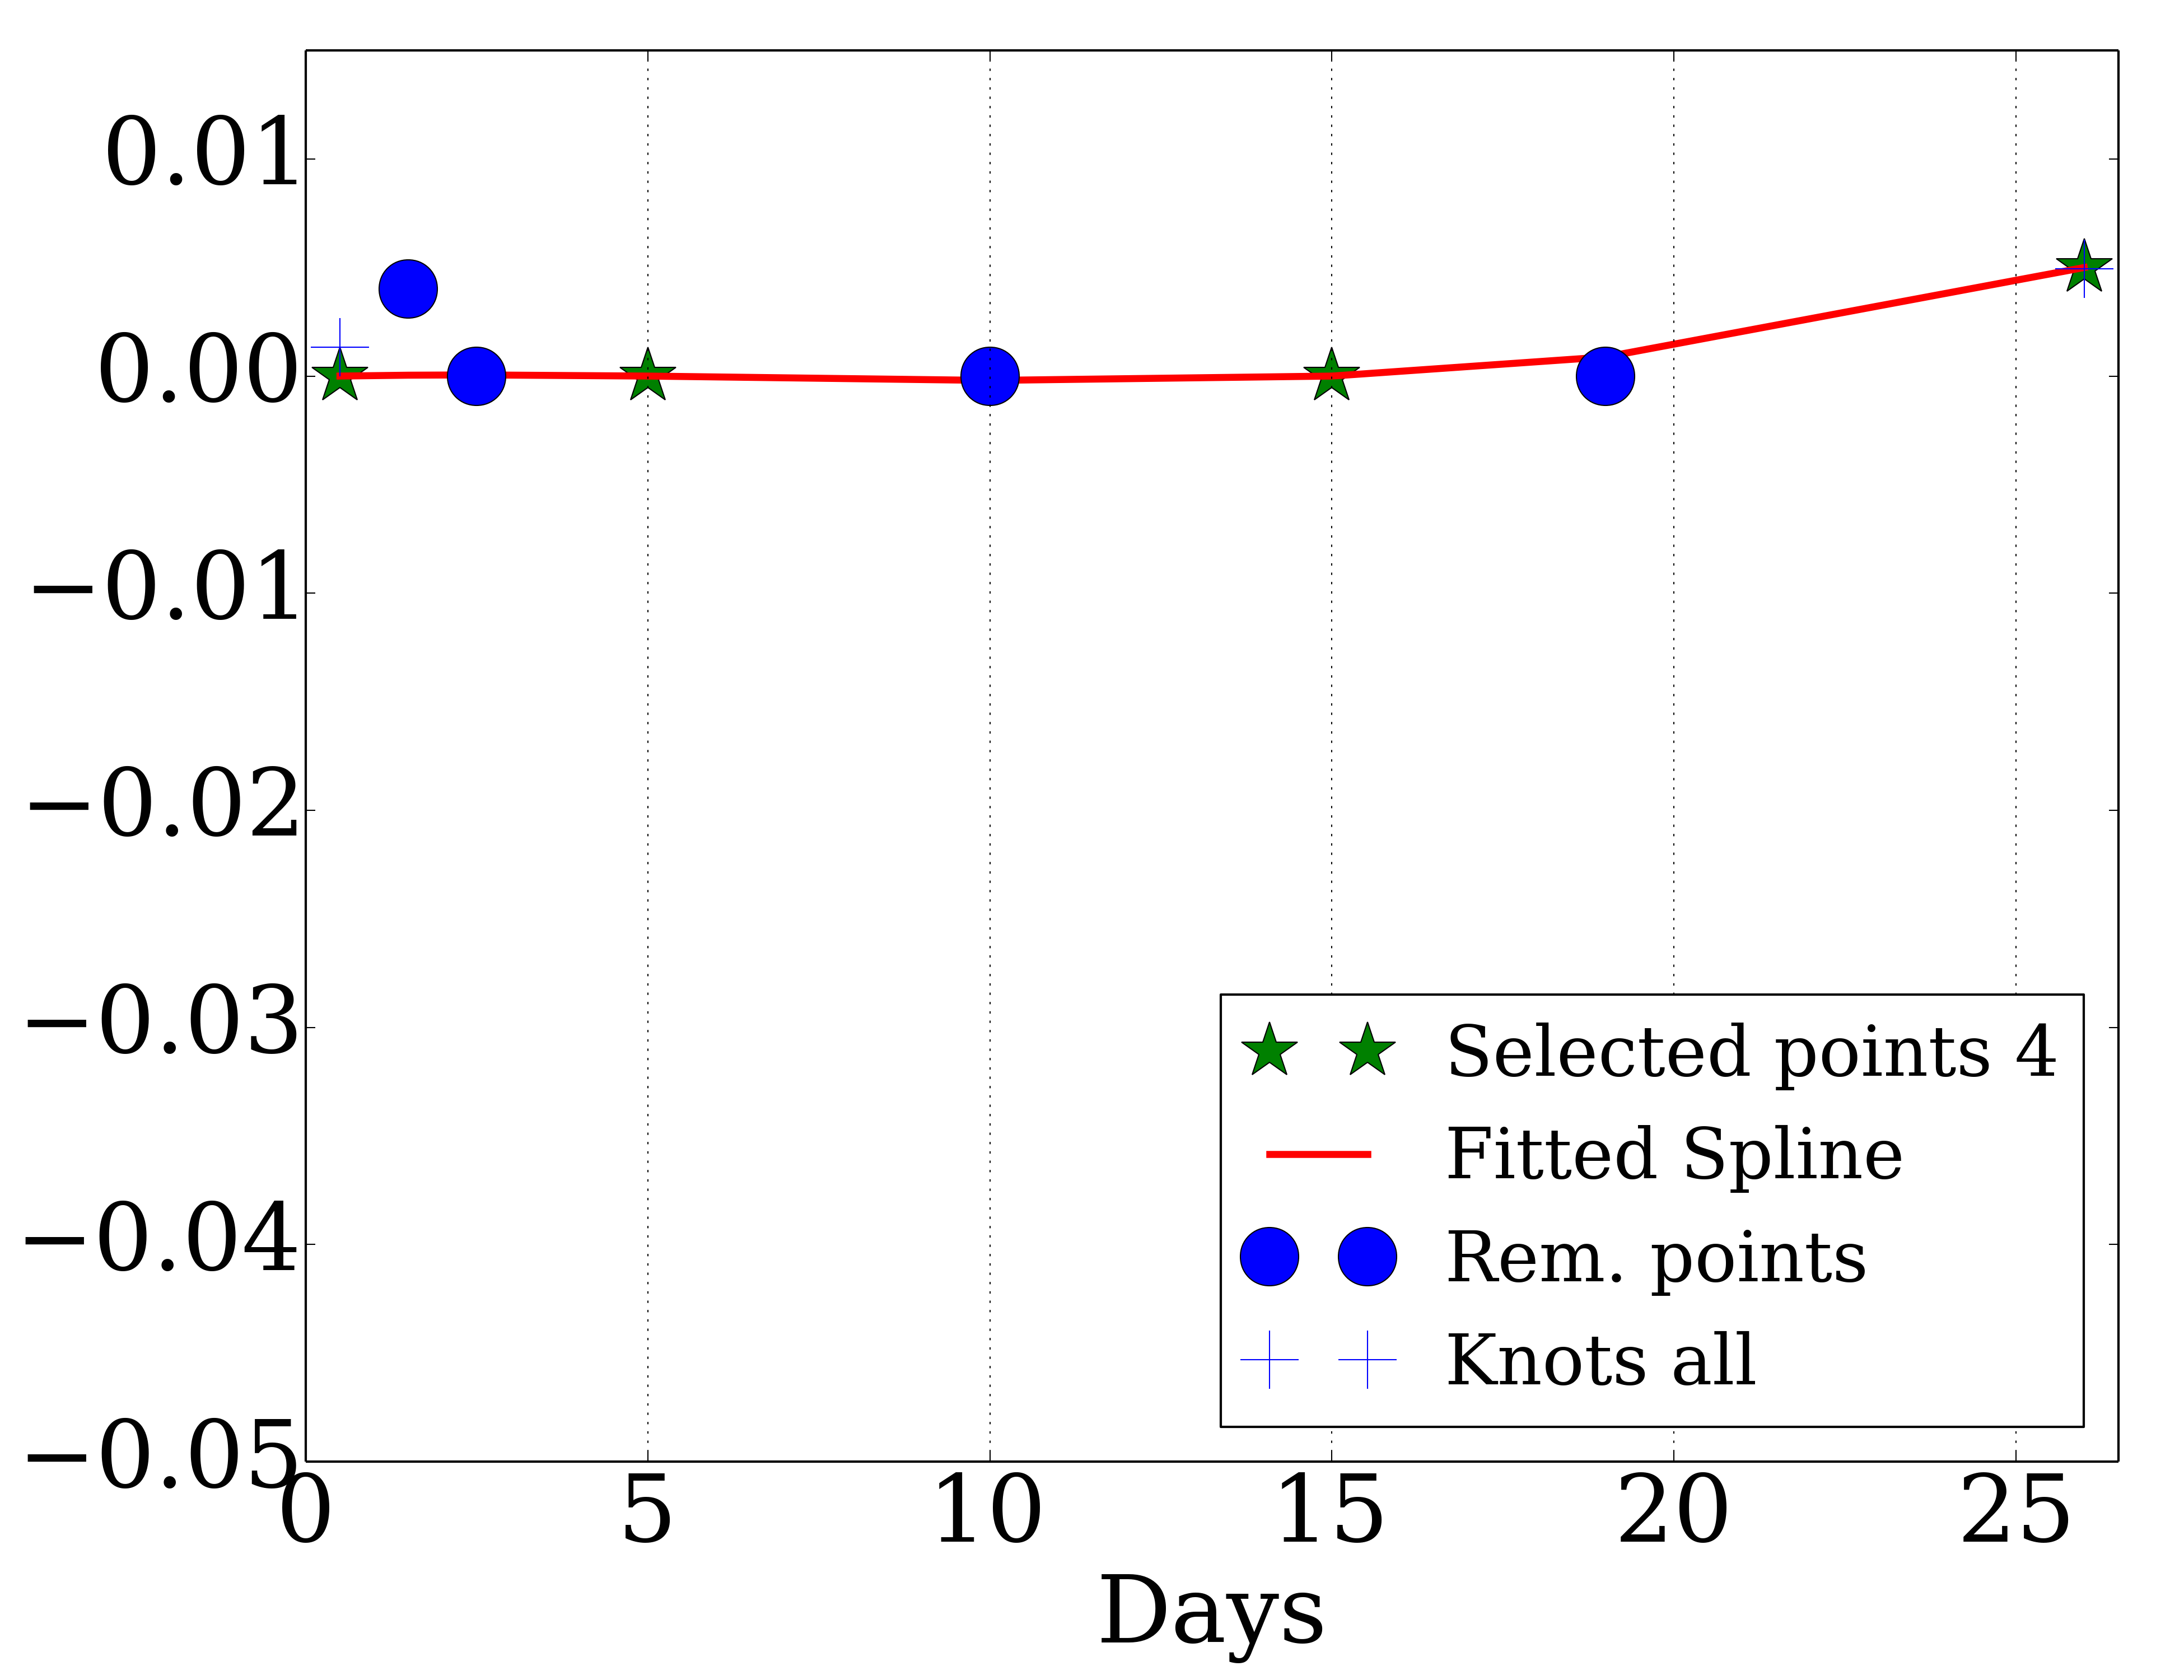 0.01
0.00
−0.01
−0.02
−0.03
−0.04
−0.05
0 5 10 15 20 25
Days
Selected points 4
Fitted Spline
Rem. points
Knots all